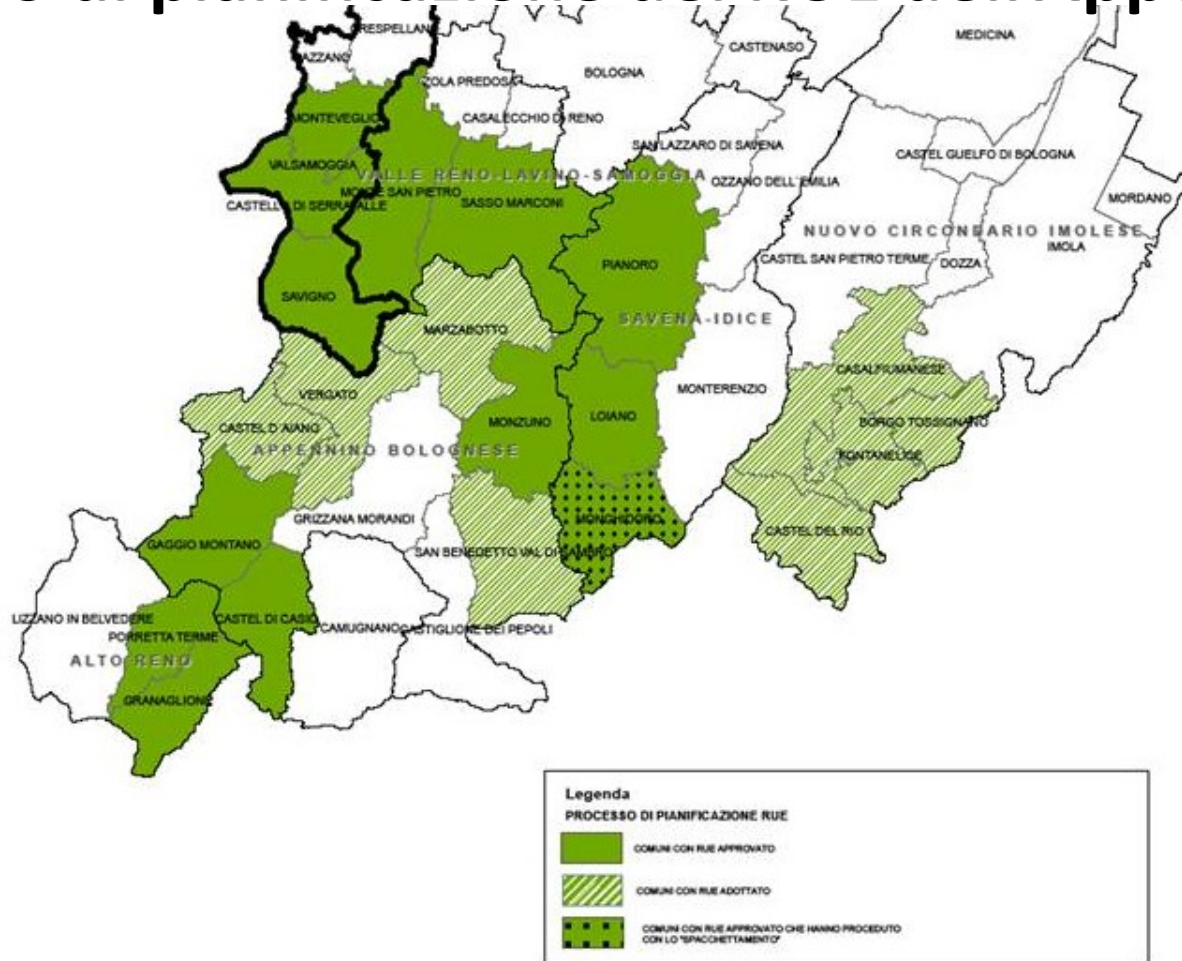 RESPELLAN
MEDICINA
CASTENASO
AZZANO
BOLOGNA
ZOLA PREDOSA
MONTEVEGLIO
CASALECCHIO DI RENO
SAN LAZZARO DI SAVENA
CASTEL GUELFO DI BOLOGNA
VALSAMOGGIA
VALLE RENO-LAVINO-SAMOGGIA
OZZANO DELL'EMILIA
MONTE SAN PIETRO
MORDANO
CASTELLO DI SERRAVALLE
SASSO MARCONI
NUOVO CIRCONDARIO IMOLESE
IMOLA
CASTEL SAN PIETRO TERME
DOZZA
PIANORO
SAVIGNO
SAVENA-IDICE
MARZABOTTO
CASALFIUMANESE
MONTERENZIO
VERGATO
LOIANO
MONZUNO
BORGO TOSSIGNANO
CASTEL D'AIANO
APPENNINO BOLOGNESE
FONTANELICE
GRIZZANA MORANDI
MONGHIDORO
CASTEL DEL RIO
GAGGIO MONTANO
SAN BENEDETTO VAL DI SAMBRO
LIZZANO IN BELVEDERE
CASTEL DI CASIO
CAMUGNANO
CASTIGLIONE DEI PEPOLI
PORRETTA TERME
ALTO RENO
GRANAGLIONE
Legenda
PROCESSO DI PIANIFICAZIONE RUE
COMUNI CON RUE APPROVATO
COMUNI CON RUE ADOTTATO
COMUNI CON RUE APPROVATO CHE HANNO PROCEDUTO
CON LO "SPACCHETTAMENTO"